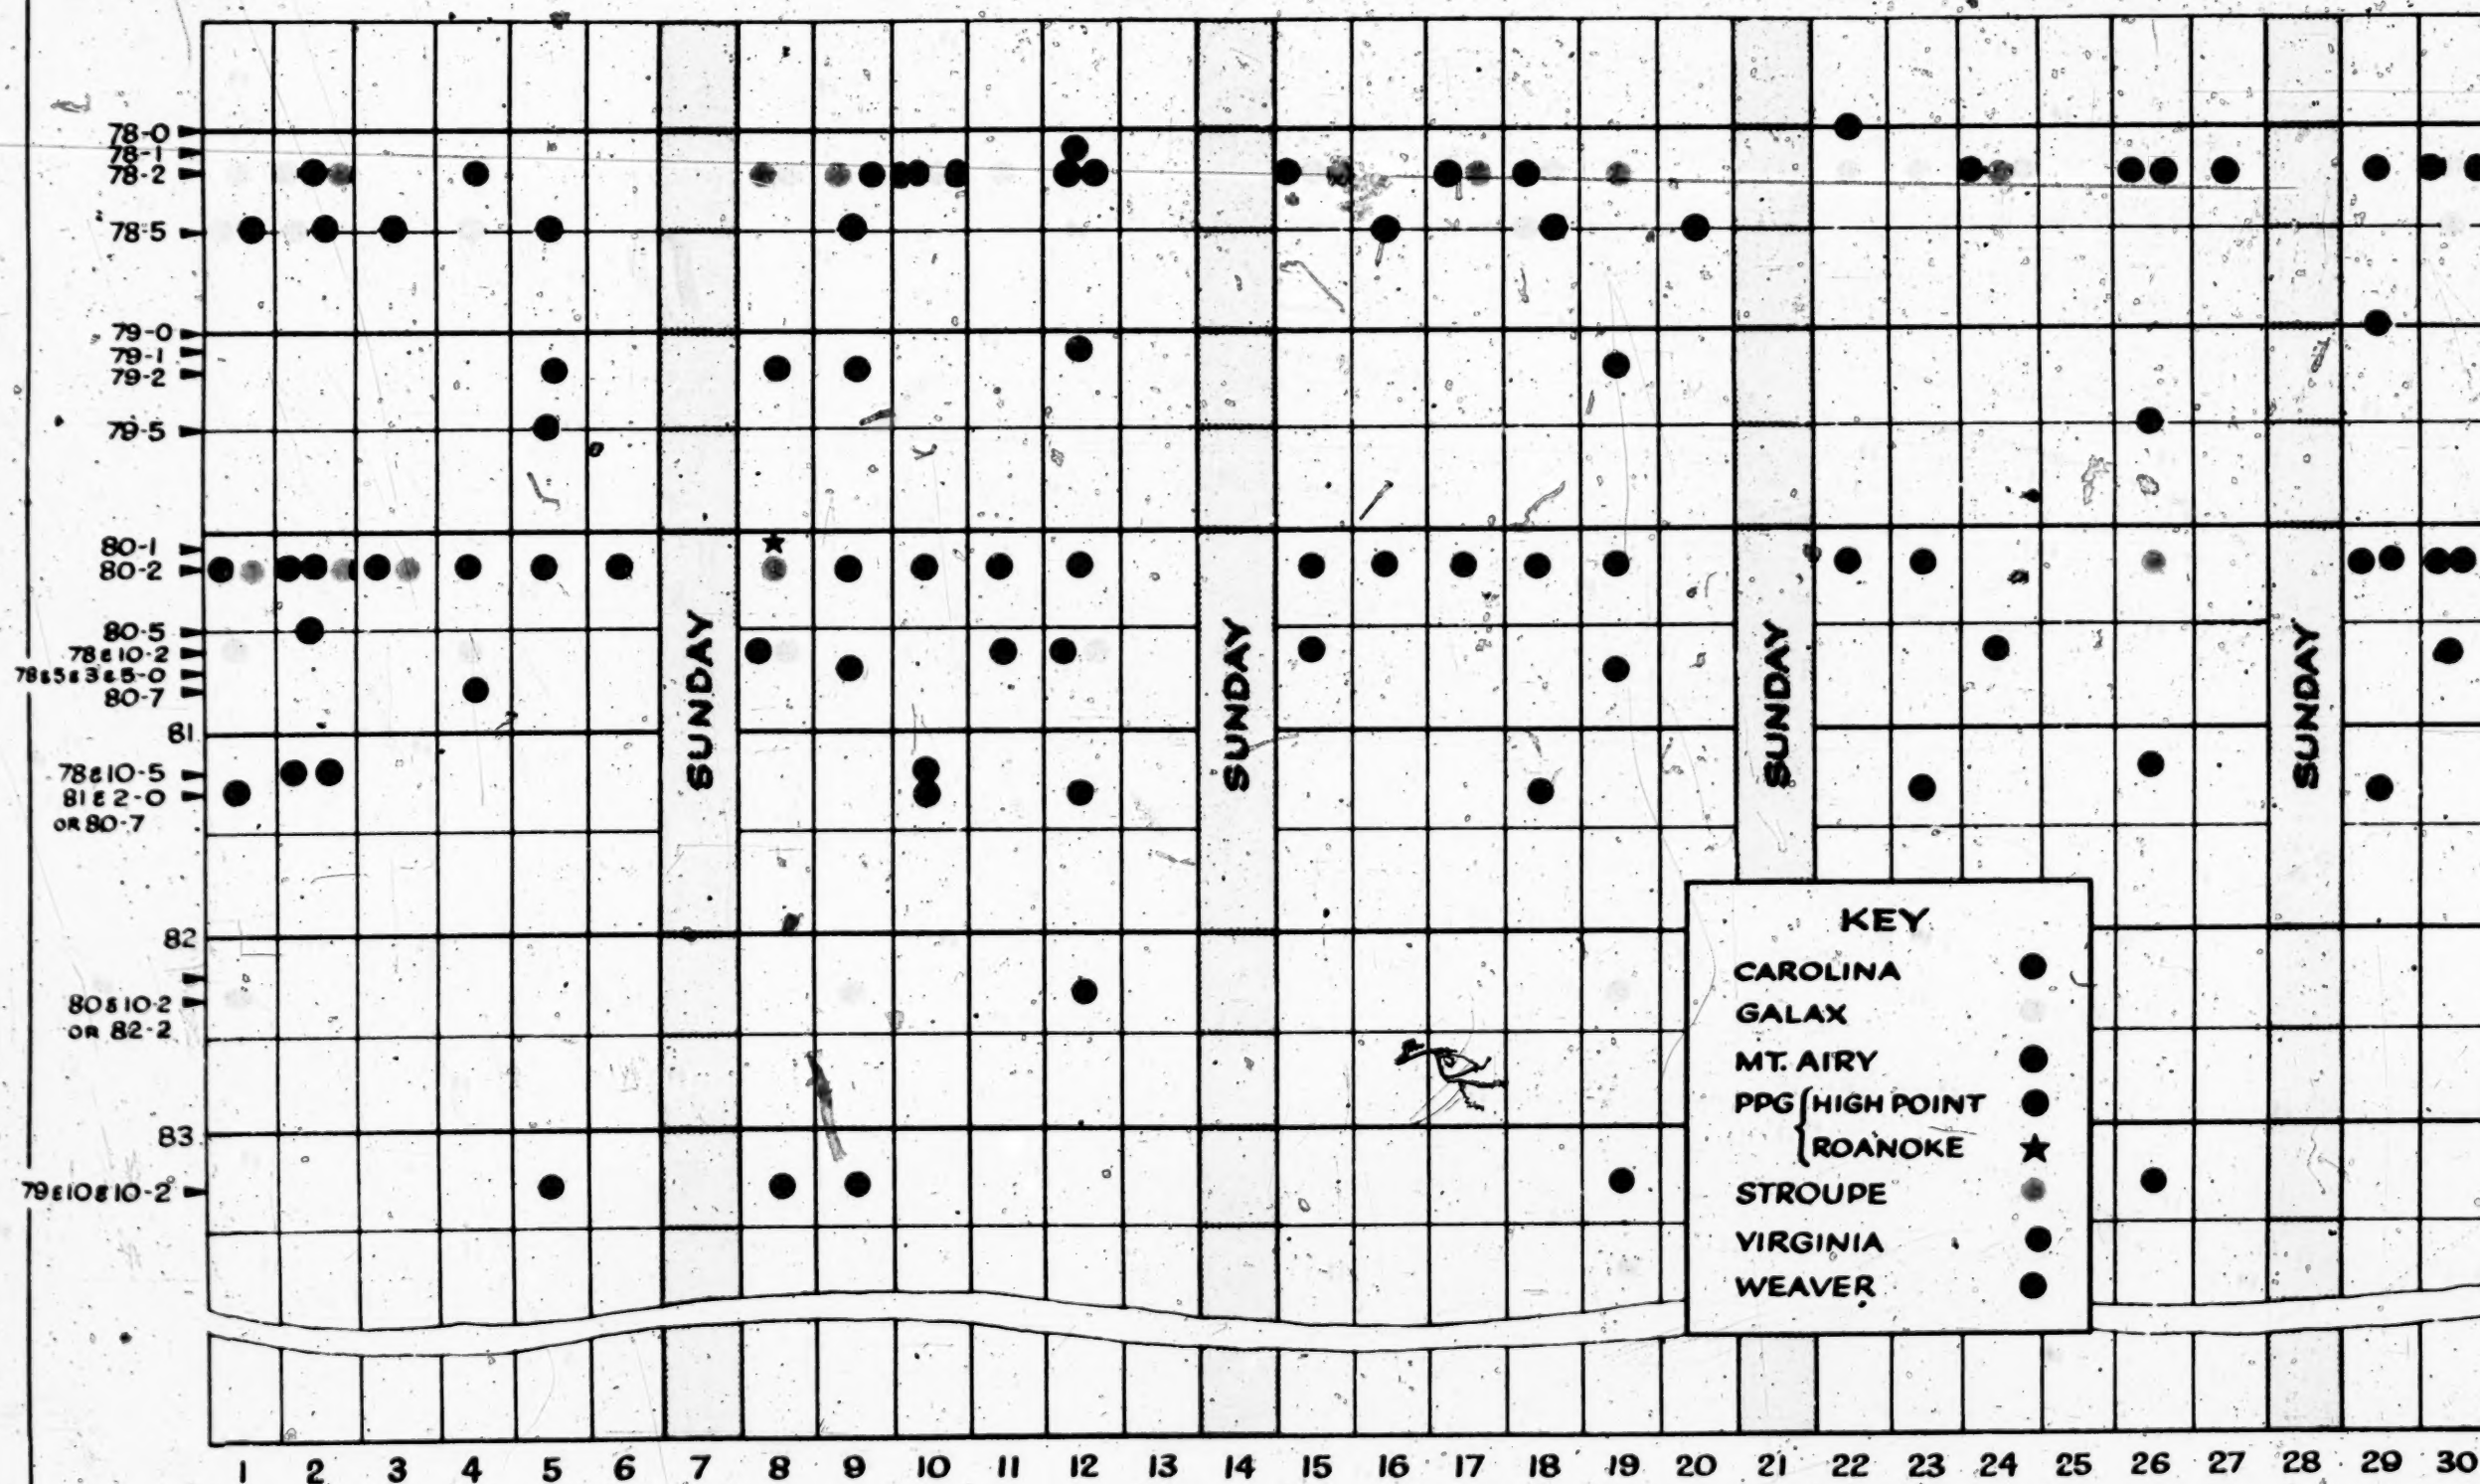 78-0
78-1
78-2
78-5
79-0
79-1
79-2
79-5
80-1
80-2
80-5
78&10-2
78&5&3&5-0
80-7
81
78&10-5
81&2-0
OR 80-7
82
80&10-2
OR 82-2
83
79&10&10-2
SUNDAY
SUNDAY
SUNDAY
SUNDAY
KEY
CAROLINA
GALAX
MT. AIRY
PPG HIGH POINT
ROANOKE
STROUPE
VIRGINIA
WEAVER
1 2 3 4 5 6 7 8 9 10 11 12 13 14 15 16 17 18 19 20 21 22 23 24 25 26 27 28 29 30